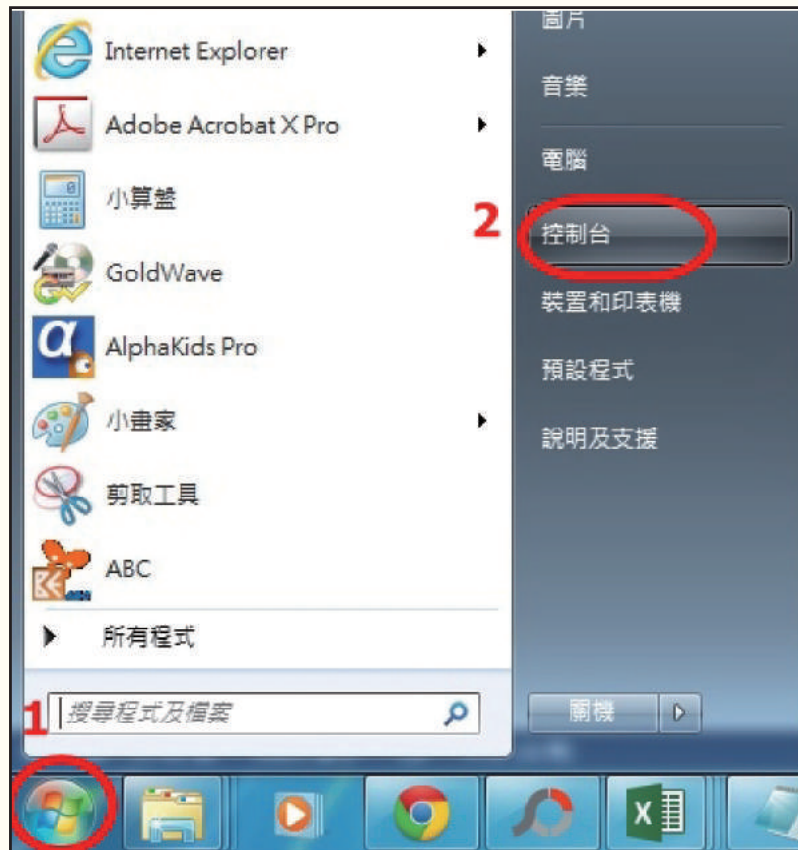 Internet Explorer
Adobe Acrobat X Pro
小算盤
GoldWave
AlphaKids Pro
小畫家
剪取工具
ABC
所有程式
1
搜尋程式及檔案
圖片
音樂
電腦
2
控制台
裝置和印表機
預設程式
說明及支援
關機